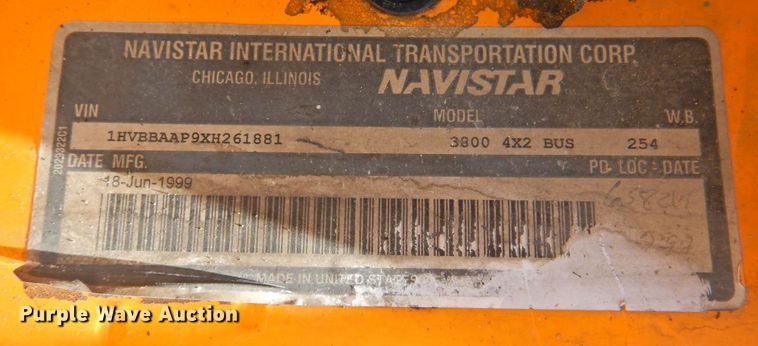 NAVISTAR INTERNATIONAL TRANSPORTATION CORP.
CHICAGO, ILLINOIS NAVISTAR
VIN MODEL W.B.
1HVBBAAP9XH261881 3800 4X2 BUS 254
DATE MFG. PD LOC - DATE
18-Jun-1999
2029322C1
MADE IN UNITED STATES
Purple Wave Auction